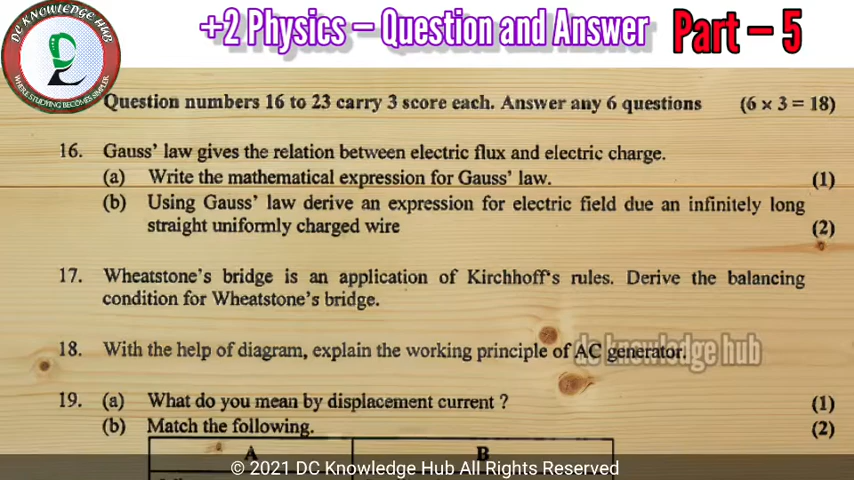 DC KNOWLEDGE HUB
WHERE STUDYING BECOMES SIMPLER
+2 Physics – Question and Answer Part – 5
Question numbers 16 to 23 carry 3 score each. Answer any 6 questions (6 × 3 = 18)
16. Gauss' law gives the relation between electric flux and electric charge.
(a) Write the mathematical expression for Gauss' law. (1)
(b) Using Gauss' law derive an expression for electric field due an infinitely long
straight uniformly charged wire (2)
17. Wheatstone's bridge is an application of Kirchhoff's rules. Derive the balancing
condition for Wheatstone's bridge.
18. With the help of diagram, explain the working principle of AC generator.
dc knowledge hub
19. (a) What do you mean by displacement current ? (1)
(b) Match the following. (2)
A B
© 2021 DC Knowledge Hub All Rights Reserved